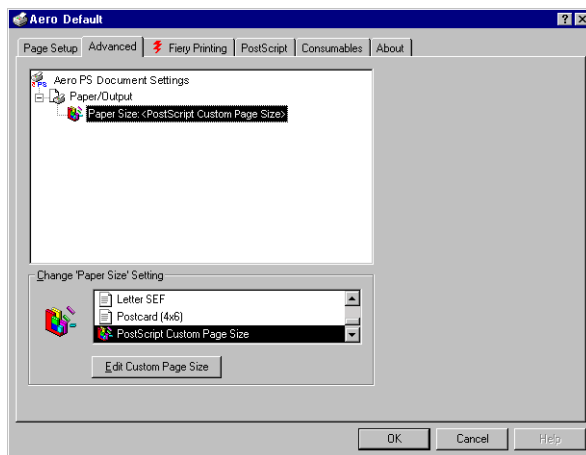 Aero Default
Page Setup Advanced Fiery Printing PostScript Consumables About
PS
Aero PS Document Settings
Paper/Output
Paper Size: <PostScript Custom Page Size>
Change 'Paper Size' Setting
Letter SEF
Postcard (4x6)
PostScript Custom Page Size
Edit Custom Page Size
OK Cancel Help